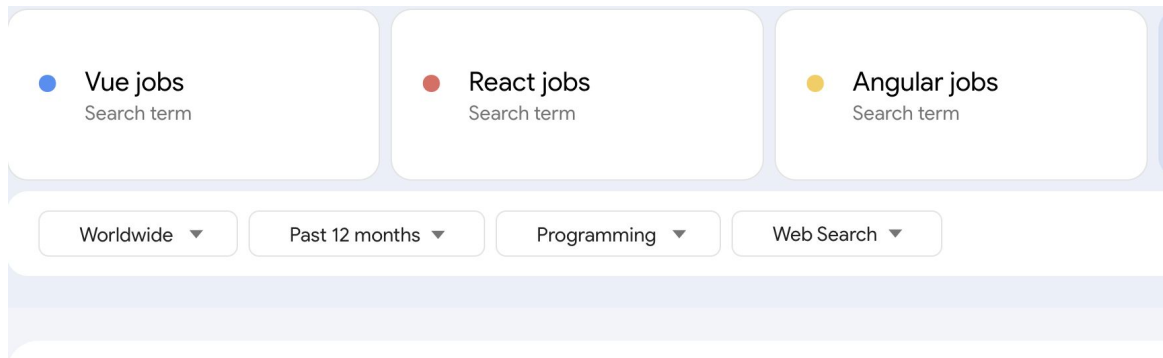 Vue jobs
Search term
React jobs
Search term
Angular jobs
Search term
Worldwide
Past 12 months
Programming
Web Search